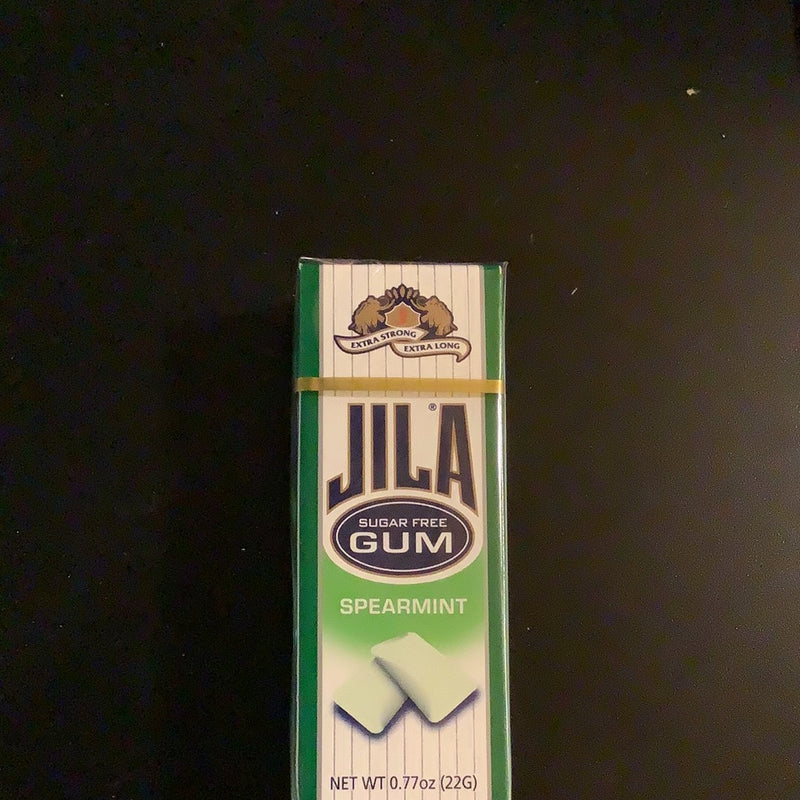 EXTRA STRONG
EXTRA LONG
JILA®
SUGAR FREE
GUM
SPEARMINT
NET WT 0.77oz (22G)